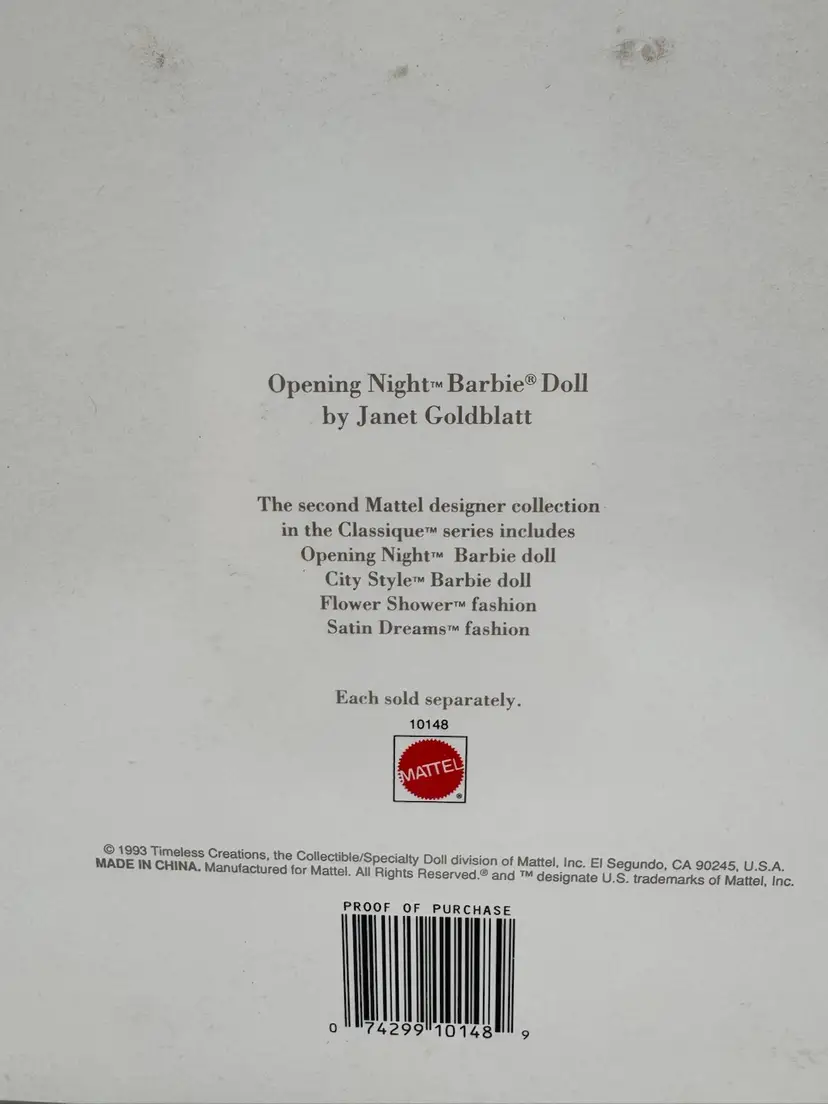 Opening Night™ Barbie® Doll
by Janet Goldblatt
The second Mattel designer collection
in the Classique™ series includes
Opening Night™ Barbie doll
City Style™ Barbie doll
Flower Shower™ fashion
Satin Dreams™ fashion
Each sold separately.
10148
MATTEL®
© 1993 Timeless Creations, the Collectible/Specialty Doll division of Mattel, Inc. El Segundo, CA 90245, U.S.A.
MADE IN CHINA. Manufactured for Mattel. All Rights Reserved.® and ™ designate U.S. trademarks of Mattel, Inc.
PROOF OF PURCHASE
0 74299 10148 9